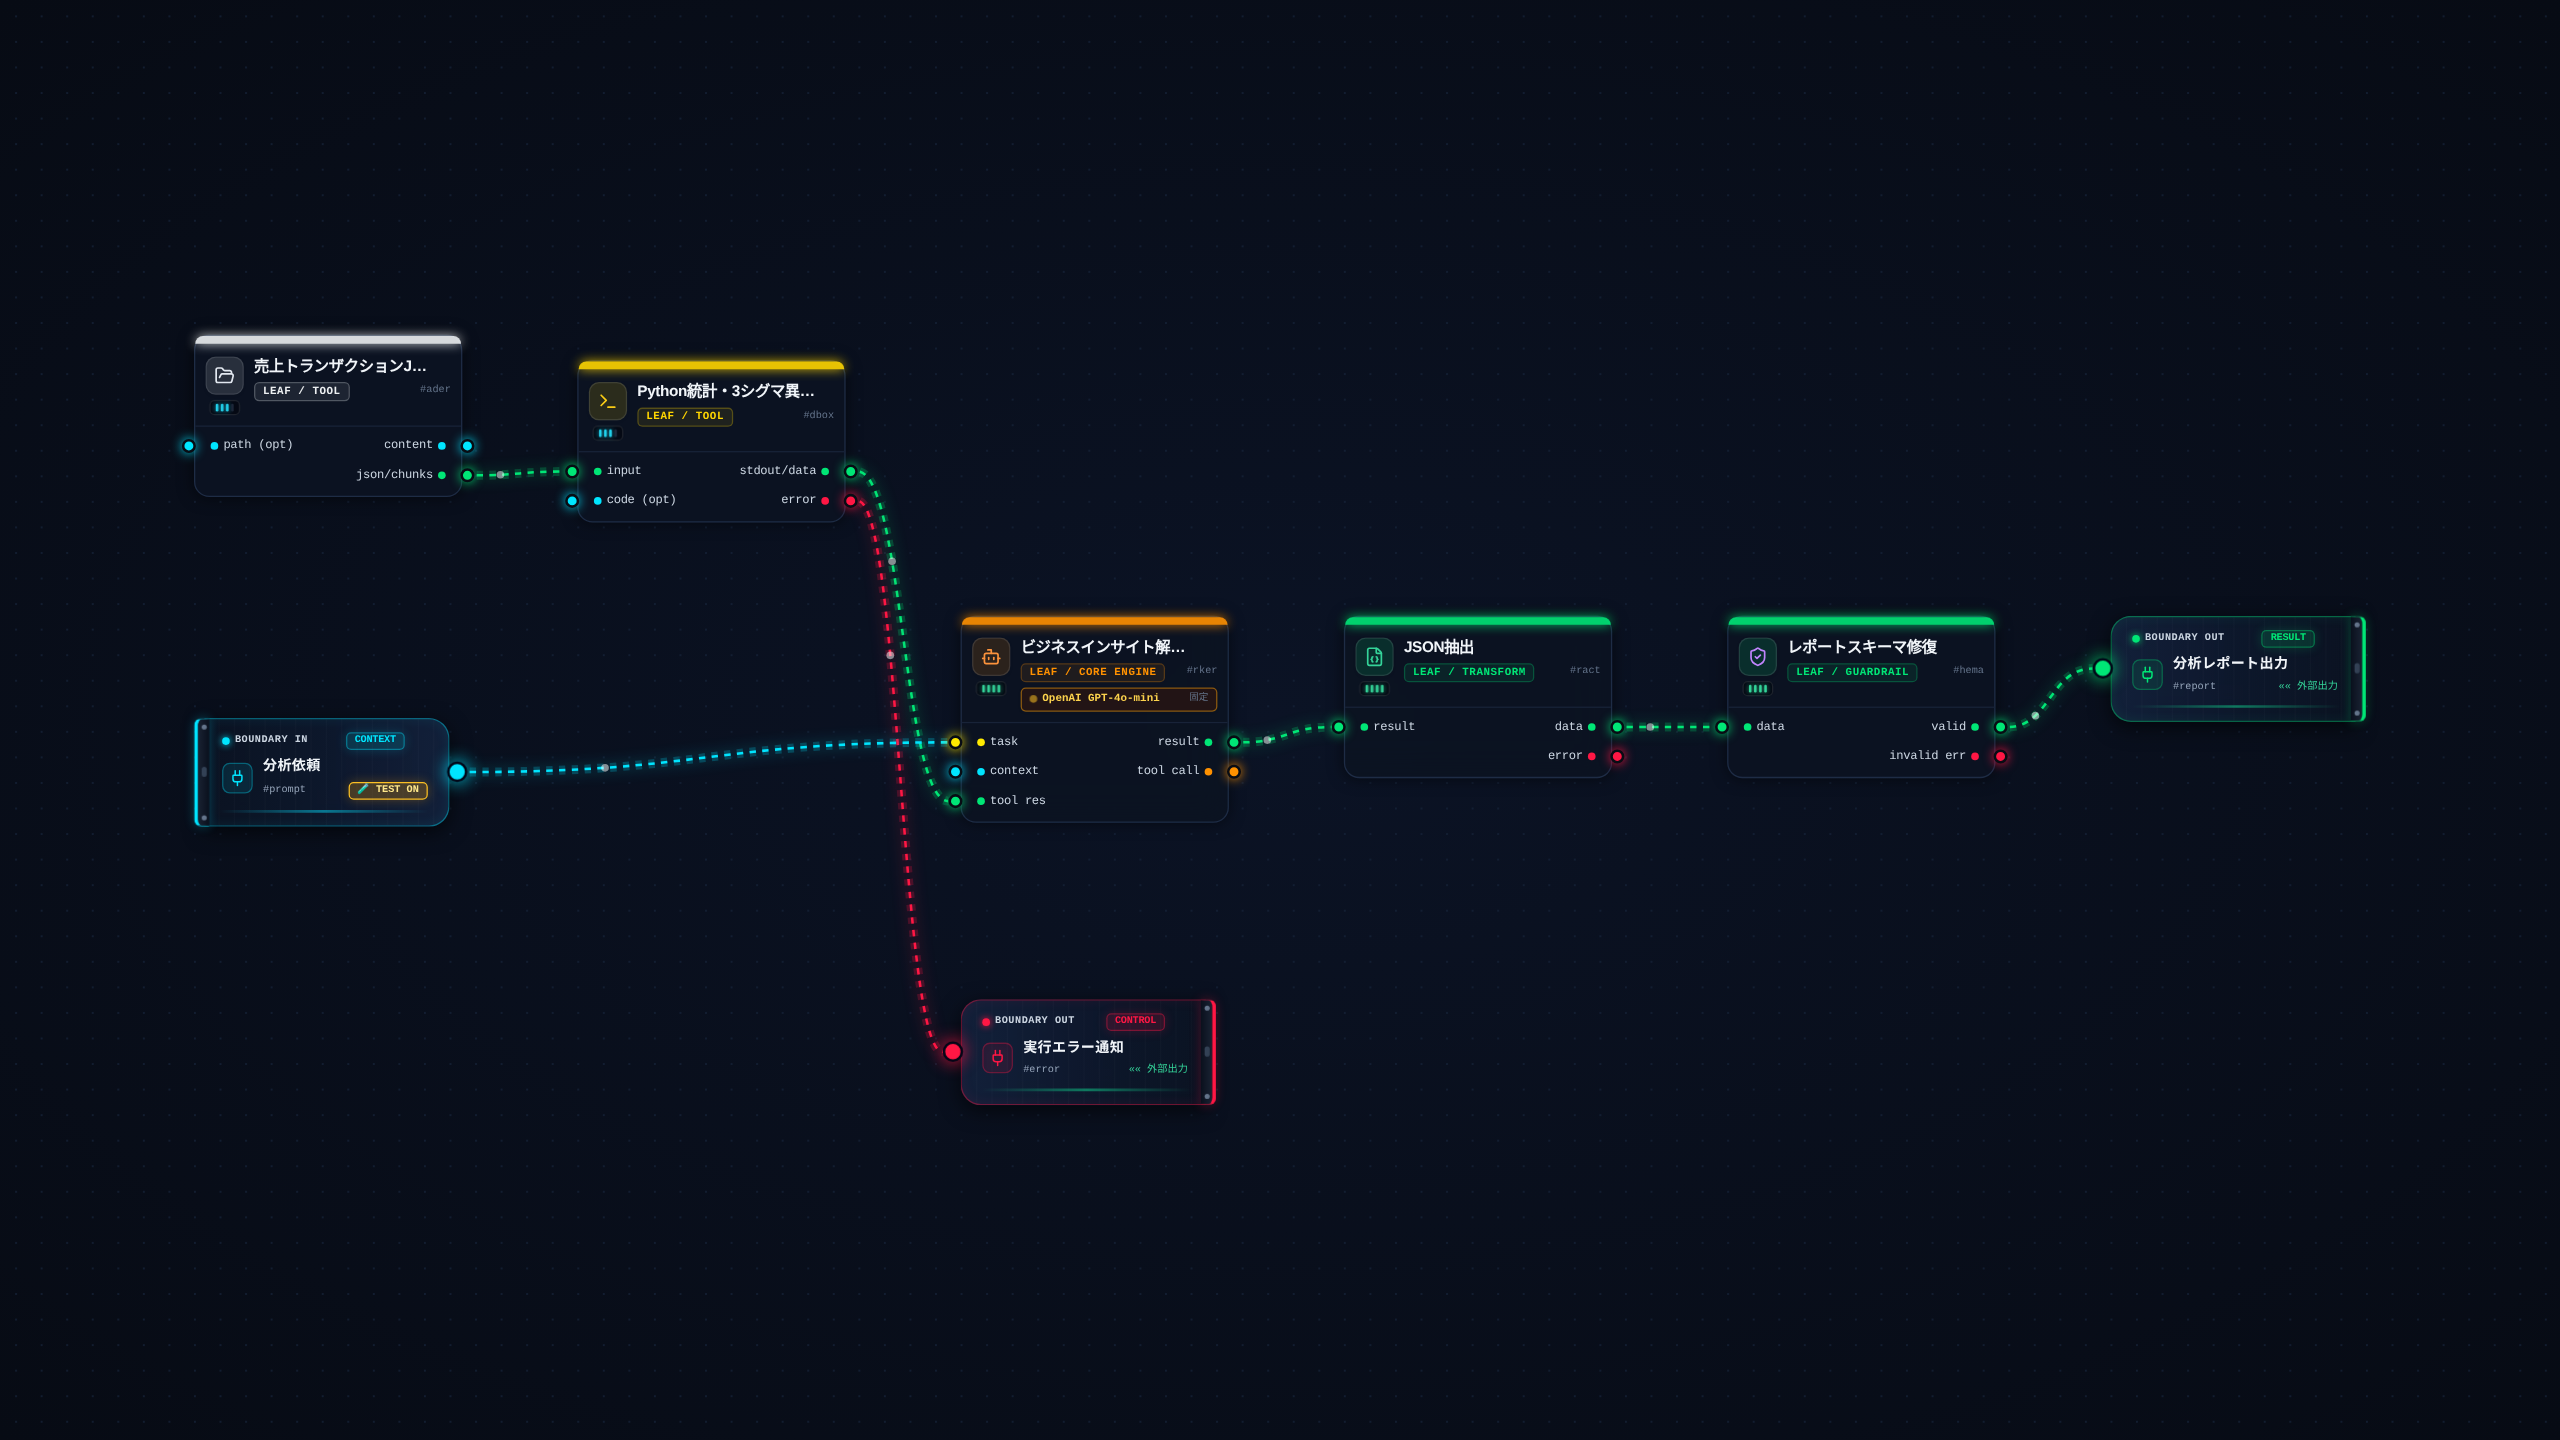 売上トランザクションJ...
LEAF / TOOL
#ader
path (opt)
content
json/chunks
Python統計・3シグマ異...
LEAF / TOOL
#dbox
input
stdout/data
code (opt)
error
BOUNDARY IN
CONTEXT
分析依頼
#prompt
🧪 TEST ON
ビジネスインサイト解...
LEAF / CORE ENGINE
#rker
OpenAI GPT-4o-mini
固定
task
result
context
tool call
tool res
JSON抽出
LEAF / TRANSFORM
#ract
result
data
error
レポートスキーマ修復
LEAF / GUARDRAIL
#hema
data
valid
invalid err
BOUNDARY OUT
RESULT
分析レポート出力
#report
«« 外部出力
BOUNDARY OUT
CONTROL
実行エラー通知
#error
«« 外部出力